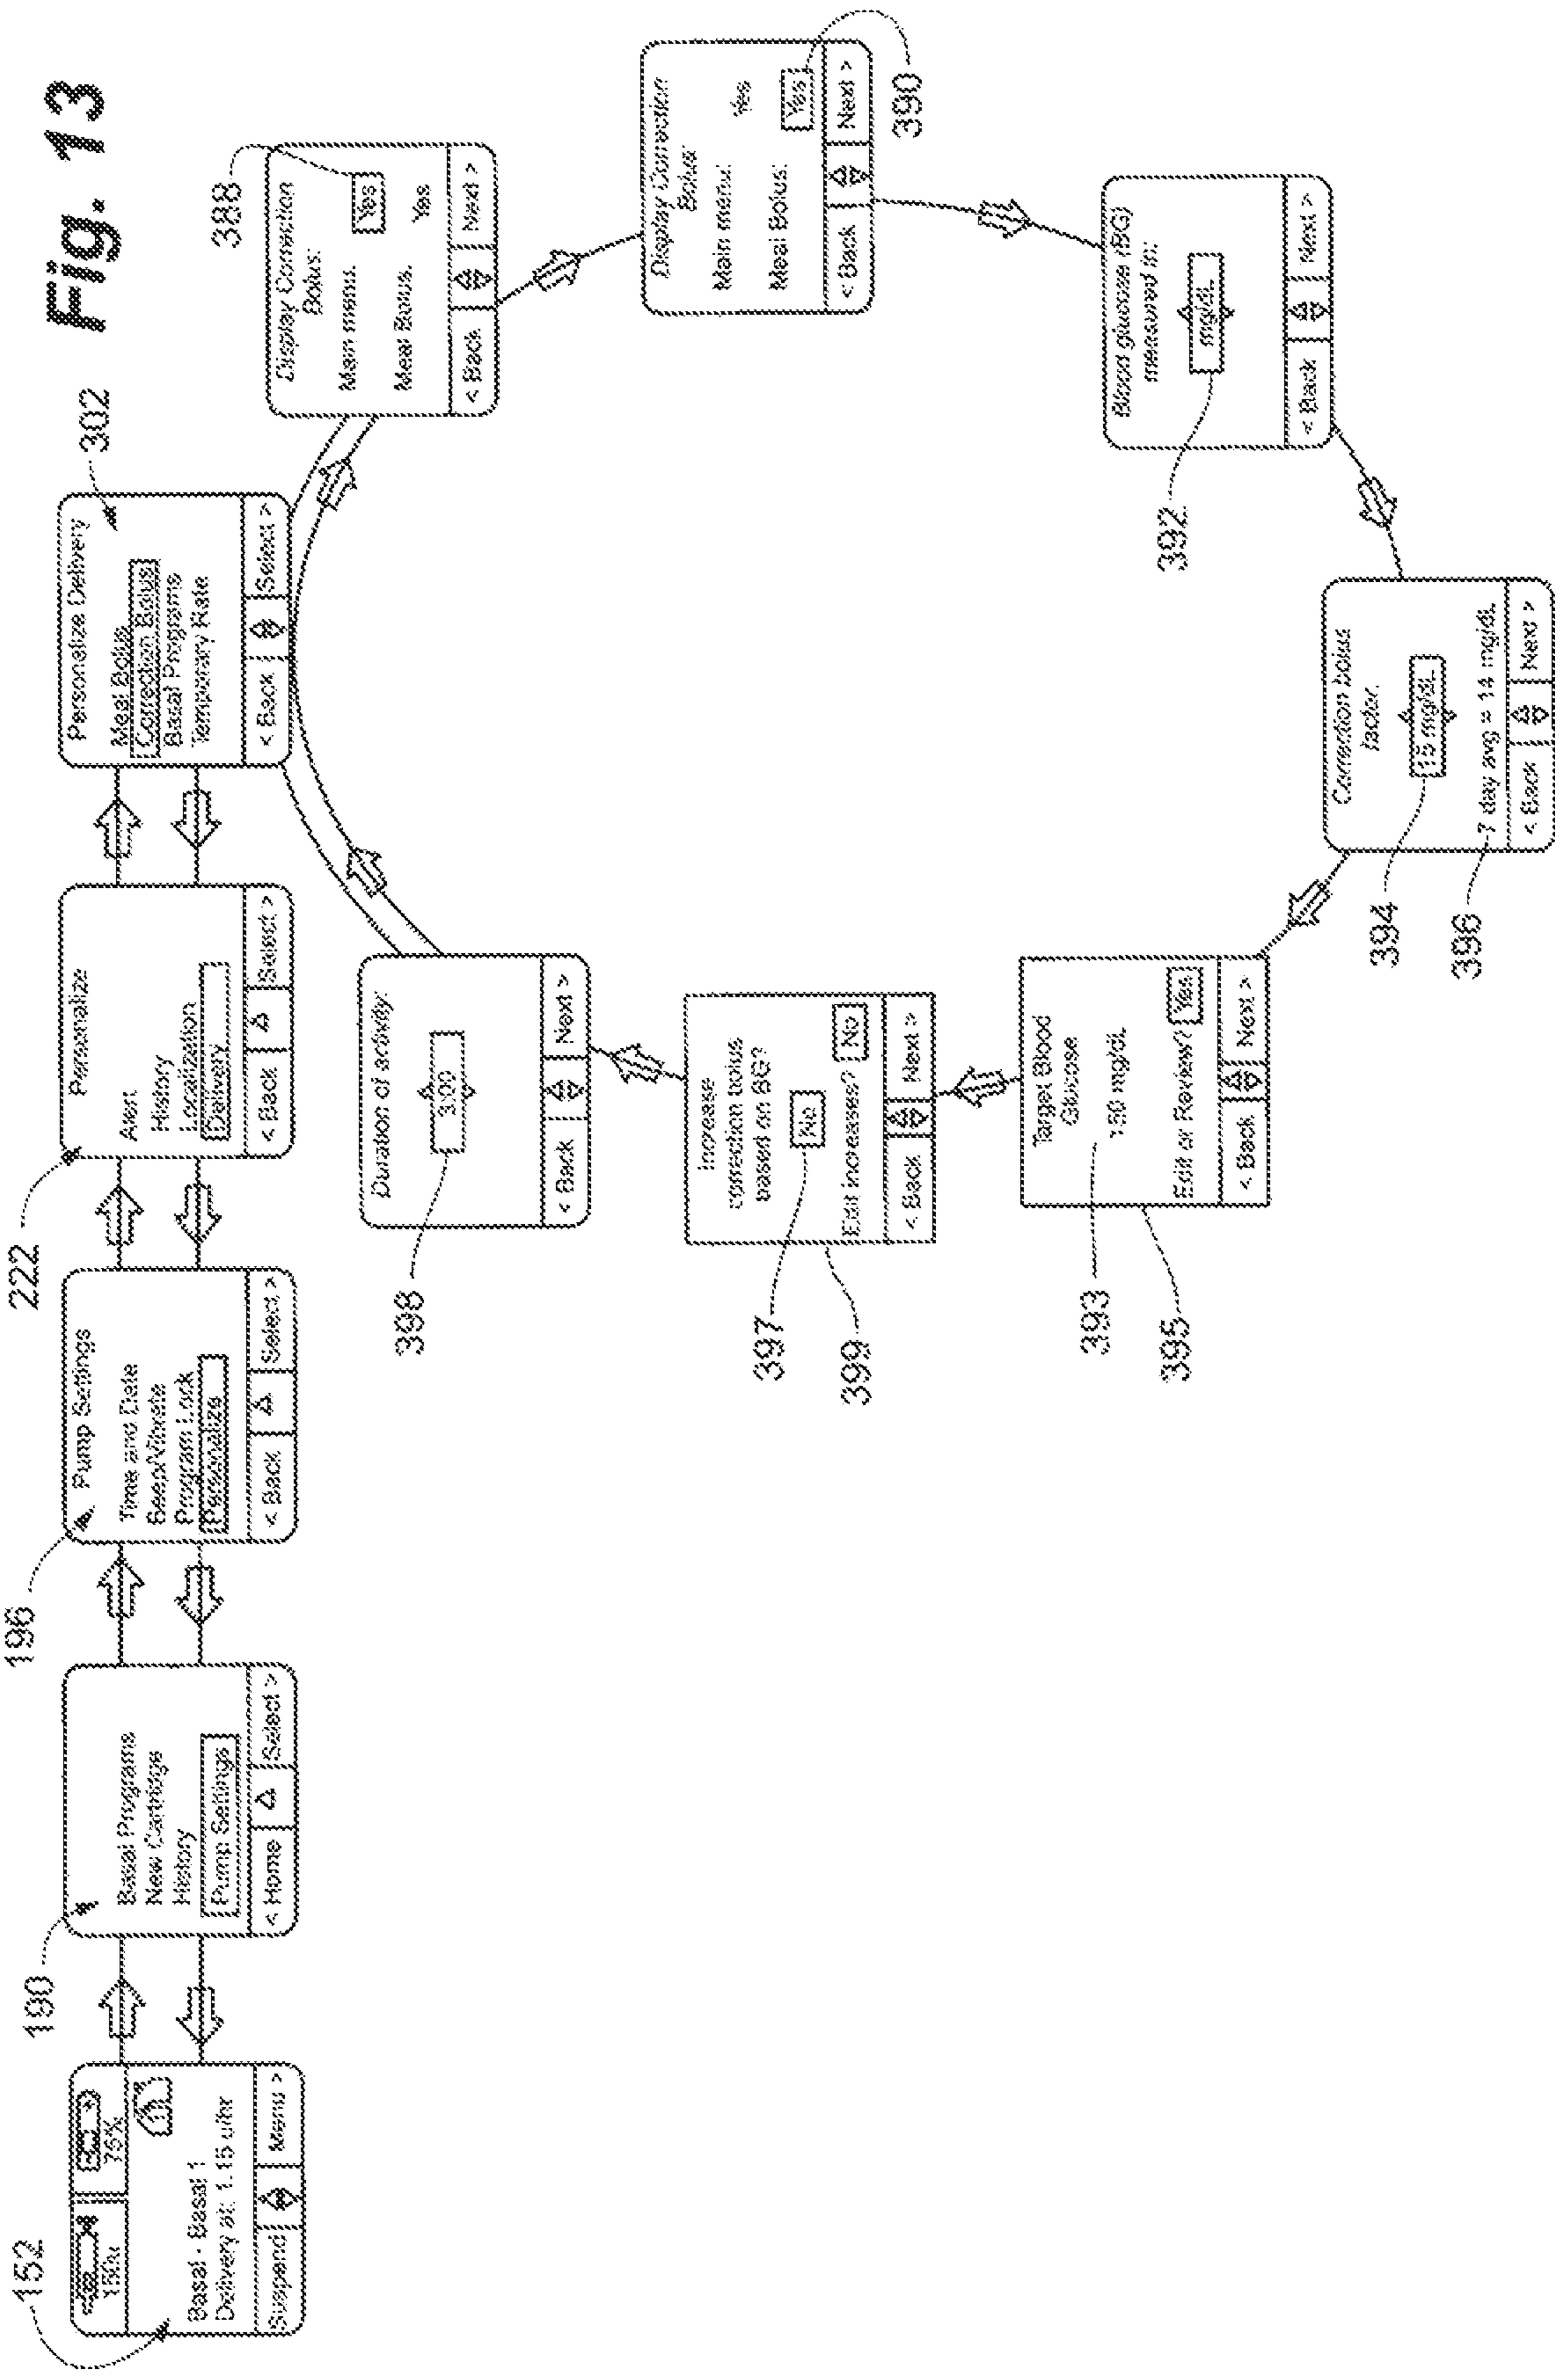 Fig. 13
152
150u
75%
Basal - Basal 1
Delivery at: 1.15 u/hr
Suspend
Menu >
190
Basal Programs
New Cartridge
History
Pump Settings
< Home
Select >
196
Pump Settings
Time and Date
Beep/Vibrate
Program Lock
Personalize
< Back
Select >
222
Personalize
Alert
History
Localization
Delivery
< Back
Select >
302
Personalize Delivery
Meal Bolus
Correction Bolus
Basal Programs
Temporary Rate
< Back
Select >
388
Display Correction
Bolus:
Main menu: Yes
Meal Bolus: Yes
< Back
Next >
Display Correction
Bolus:
Main menu: Yes
Meal Bolus: Yes
< Back
Next >
390
Blood glucose (BG)
measured in:
mg/dL
< Back
Next >
392
Correction bolus
factor:
15 mg/dL
7 day avg = 14 mg/dL
< Back
Next >
394
396
Target Blood
Glucose
150 mg/dL
Edit or Review? Yes
< Back
Next >
393
395
Increase
correction bolus
based on BG?
No
Edit increases? No
< Back
Next >
397
399
Duration of activity:
3:00
< Back
Next >
398